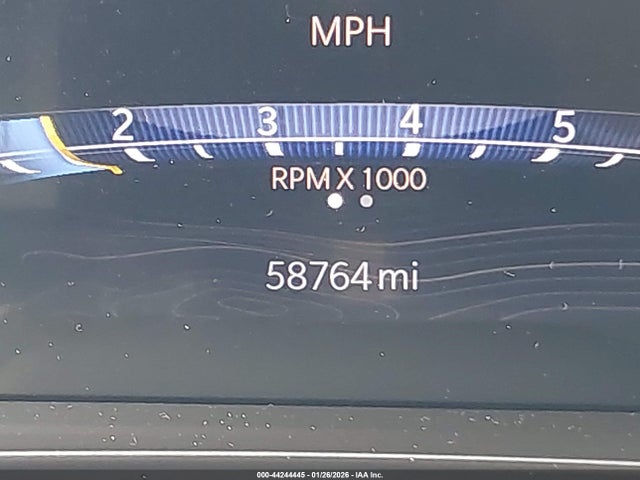 MPH
2 3 4 5
RPM X 1000
58764 mi
000-44244445 - 01/26/2026 - IAA Inc.